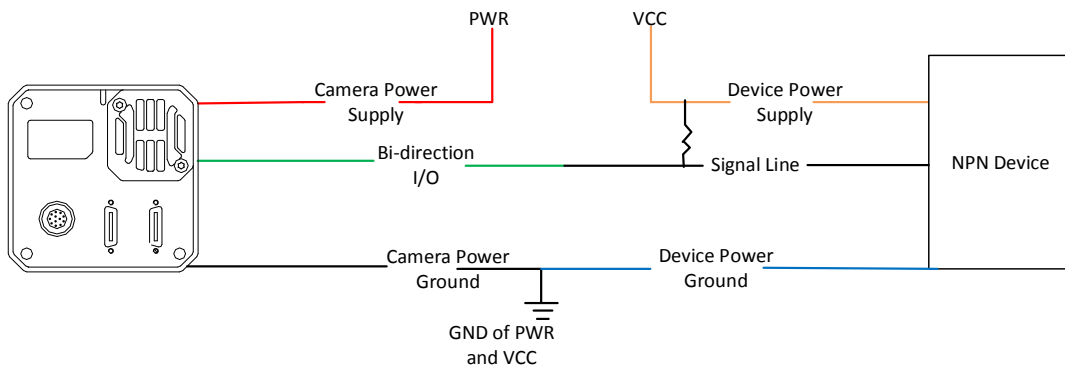 PWR
VCC
Camera Power
Supply
Device Power
Supply
Bi-direction
I/O
Signal Line
NPN Device
Camera Power
Ground
Device Power
Ground
GND of PWR
and VCC